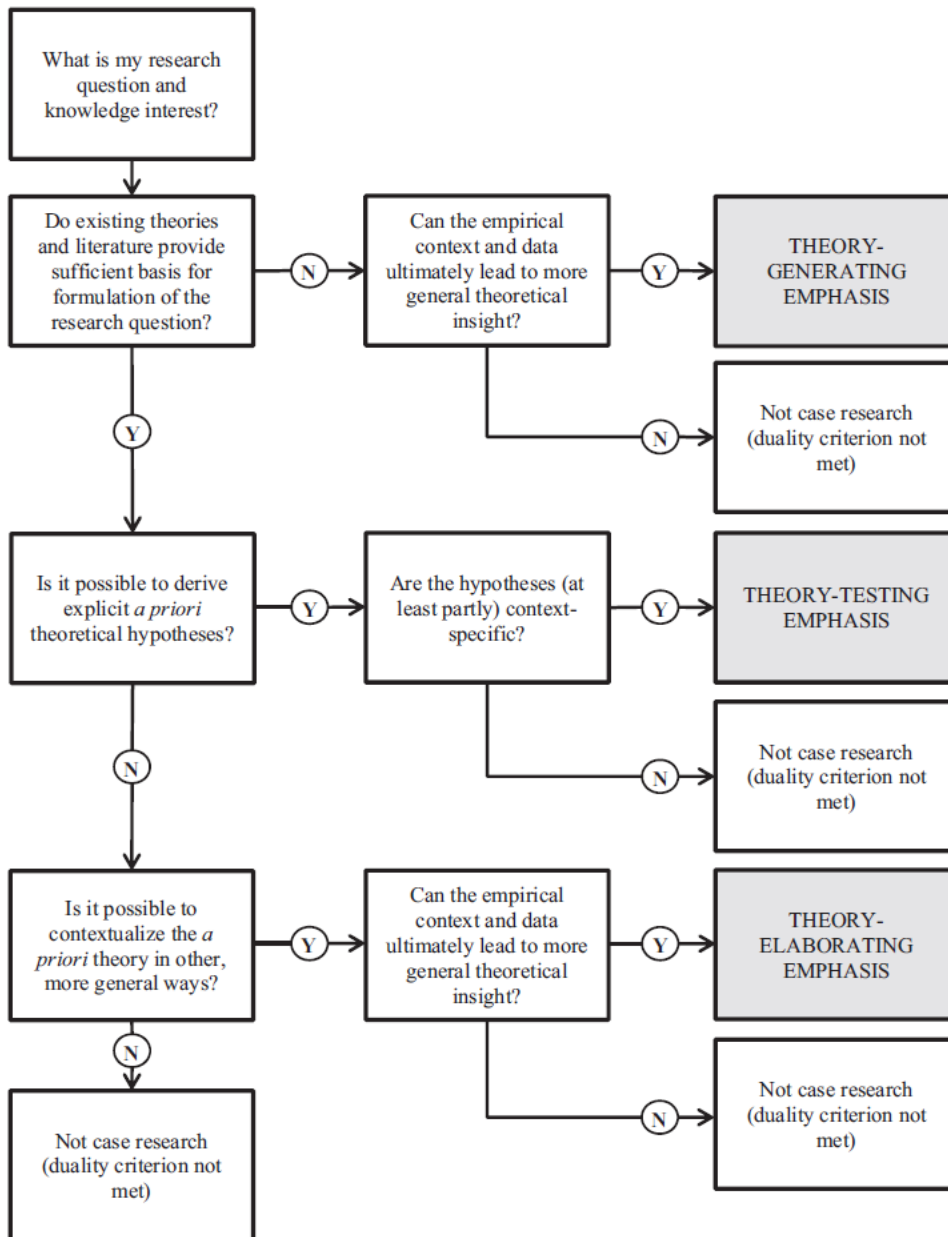 What is my research
question and
knowledge interest?
Do existing theories
and literature provide
sufficient basis for
formulation of the
research question?
N
Can the empirical
context and data
ultimately lead to more
general theoretical
insight?
Y
THEORY-
GENERATING
EMPHASIS
Y
N
Not case research
(duality criterion not
met)
Is it possible to derive
explicit a priori
theoretical hypotheses?
Y
Are the hypotheses (at
least partly) context-
specific?
Y
THEORY-TESTING
EMPHASIS
N
N
Not case research
(duality criterion not
met)
Is it possible to
contextualize the a
priori theory in other,
more general ways?
Y
Can the empirical
context and data
ultimately lead to more
general theoretical
insight?
Y
THEORY-
ELABORATING
EMPHASIS
N
Not case research
(duality criterion not
met)
N
Not case research
(duality criterion not
met)